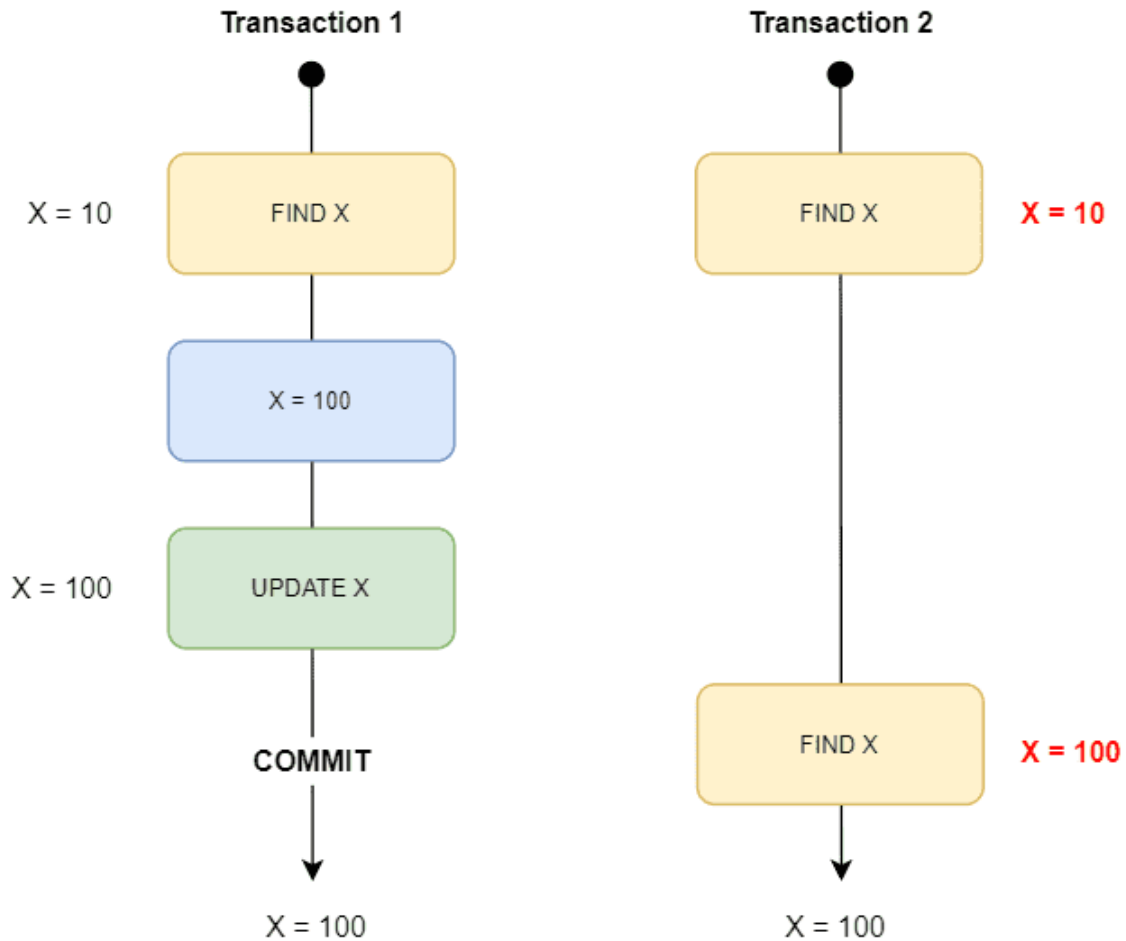 Transaction 1
Transaction 2
X = 10
FIND X
FIND X
X = 10
X = 100
X = 100
UPDATE X
FIND X
X = 100
COMMIT
X = 100
X = 100